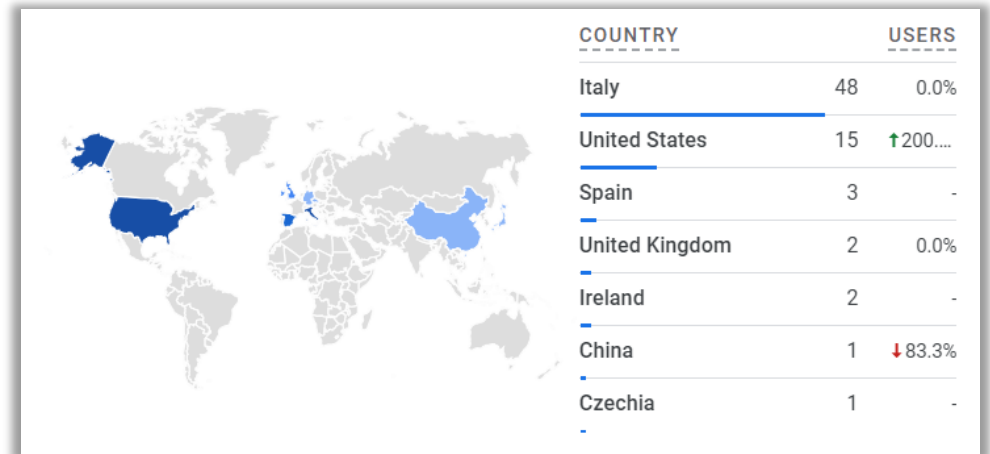 COUNTRY USERS
Italy 48 0.0%
United States 15 ↑200....
Spain 3 -
United Kingdom 2 0.0%
Ireland 2 -
China 1 ↓83.3%
Czechia 1 -